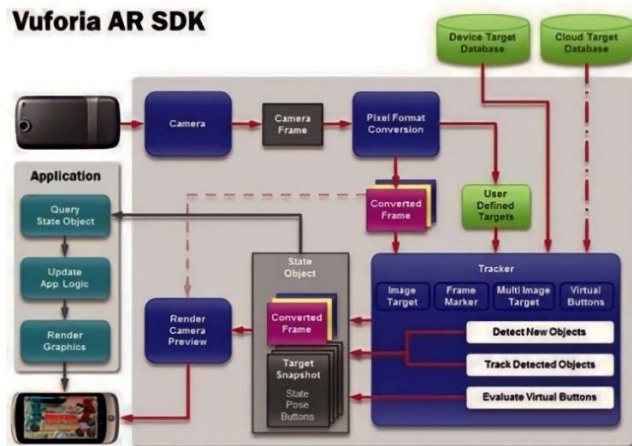 Vuforia AR SDK
Device Target
Database
Cloud Target
Database
Camera
Camera
Frame
Pixel Format
Conversion
Application
Query
State Object
Update
App Logic
Render
Graphics
Converted
Frame
User
Defined
Targets
State
Object
Converted
Frame
Target
Snapshot
State
Pose
Buttons
Render
Camera
Preview
Tracker
Image
Target
Frame
Marker
Multi Image
Target
Virtual
Buttons
Detect New Objects
Track Detected Objects
Evaluate Virtual Buttons